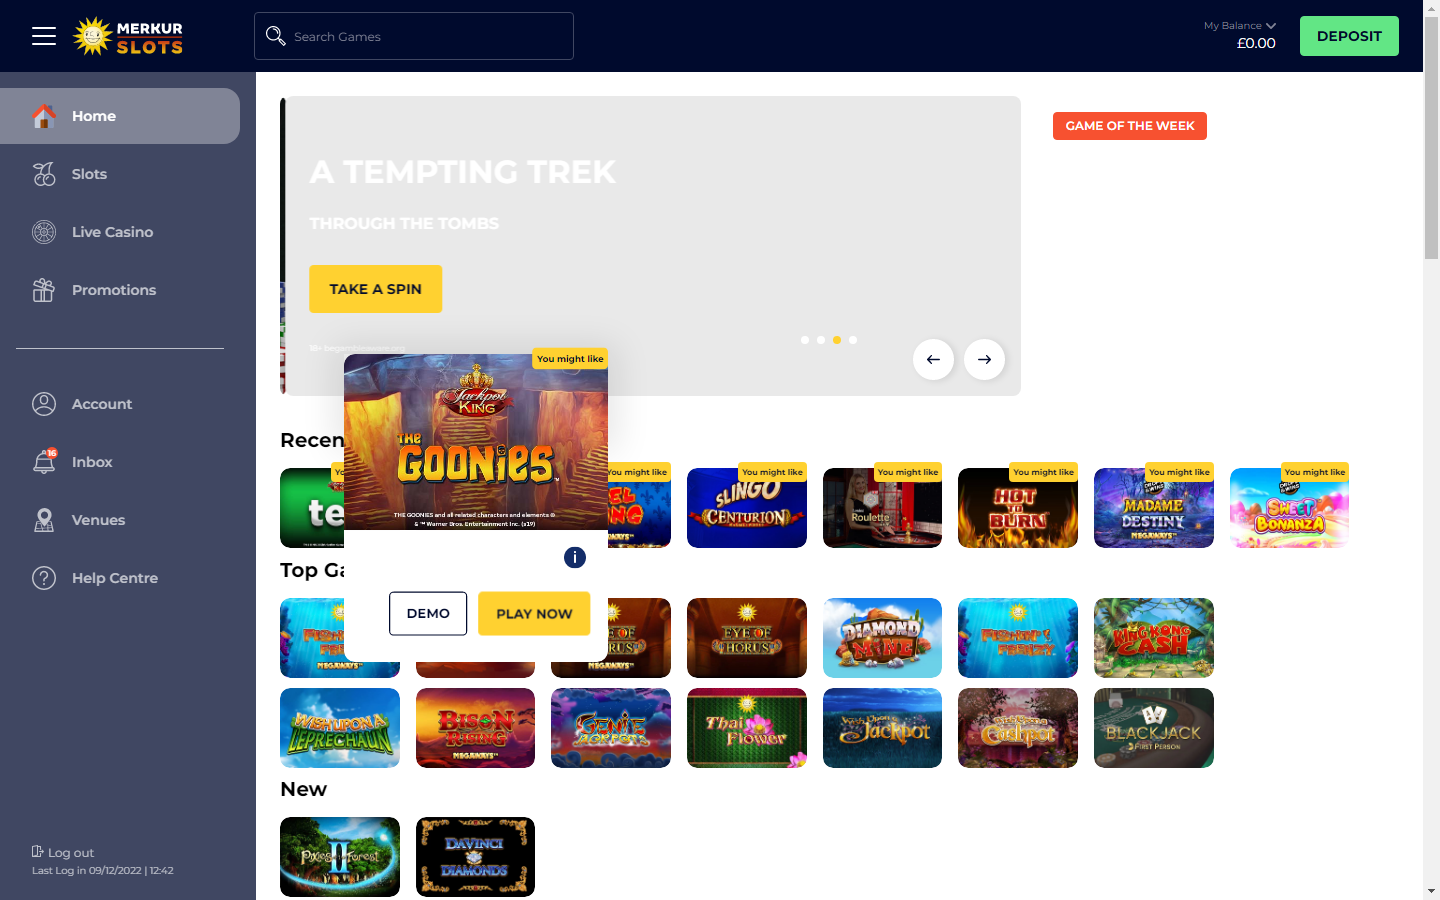 MERKUR
SLOTS
Search Games
My Balance
£0.00
DEPOSIT
Home
Slots
Live Casino
Promotions
Account
16
Inbox
Venues
Help Centre
Log out
Last Log in 09/12/2022 | 12:42
A TEMPTING TREK
THROUGH THE TOMBS
TAKE A SPIN
GAME OF THE WEEK
You might like
Jackpot
KING
THE
GOONIES
THE GOONIES and all related characters and elements ©
& ™ Warner Bros. Entertainment Inc. (s19)
i
DEMO
PLAY NOW
Recen
You might like
You might like
SLINGO
CENTURION
You might like
Roulette
You might like
HOT
TO
BURN
You might like
MADAME
DESTINY
MEGAWAYS
You might like
SWEET
BONANZA
Top Ga
MEGAWAYS
MEGAWAYS
EYE OF
HORUS
DIAMOND
MINE
FISHIN'
FRENZY
KING KONG
CASH
WISH UPON A
LEPRECHAUN
BISON
RISING
MEGAWAYS
GENIE
JACKPOTS
Thai
Flower
Wish Upon a
Jackpot
Cashpot
BLACKJACK
FIRST PERSON
New
Pixies of the Forest
II
DAVINCI
DIAMONDS